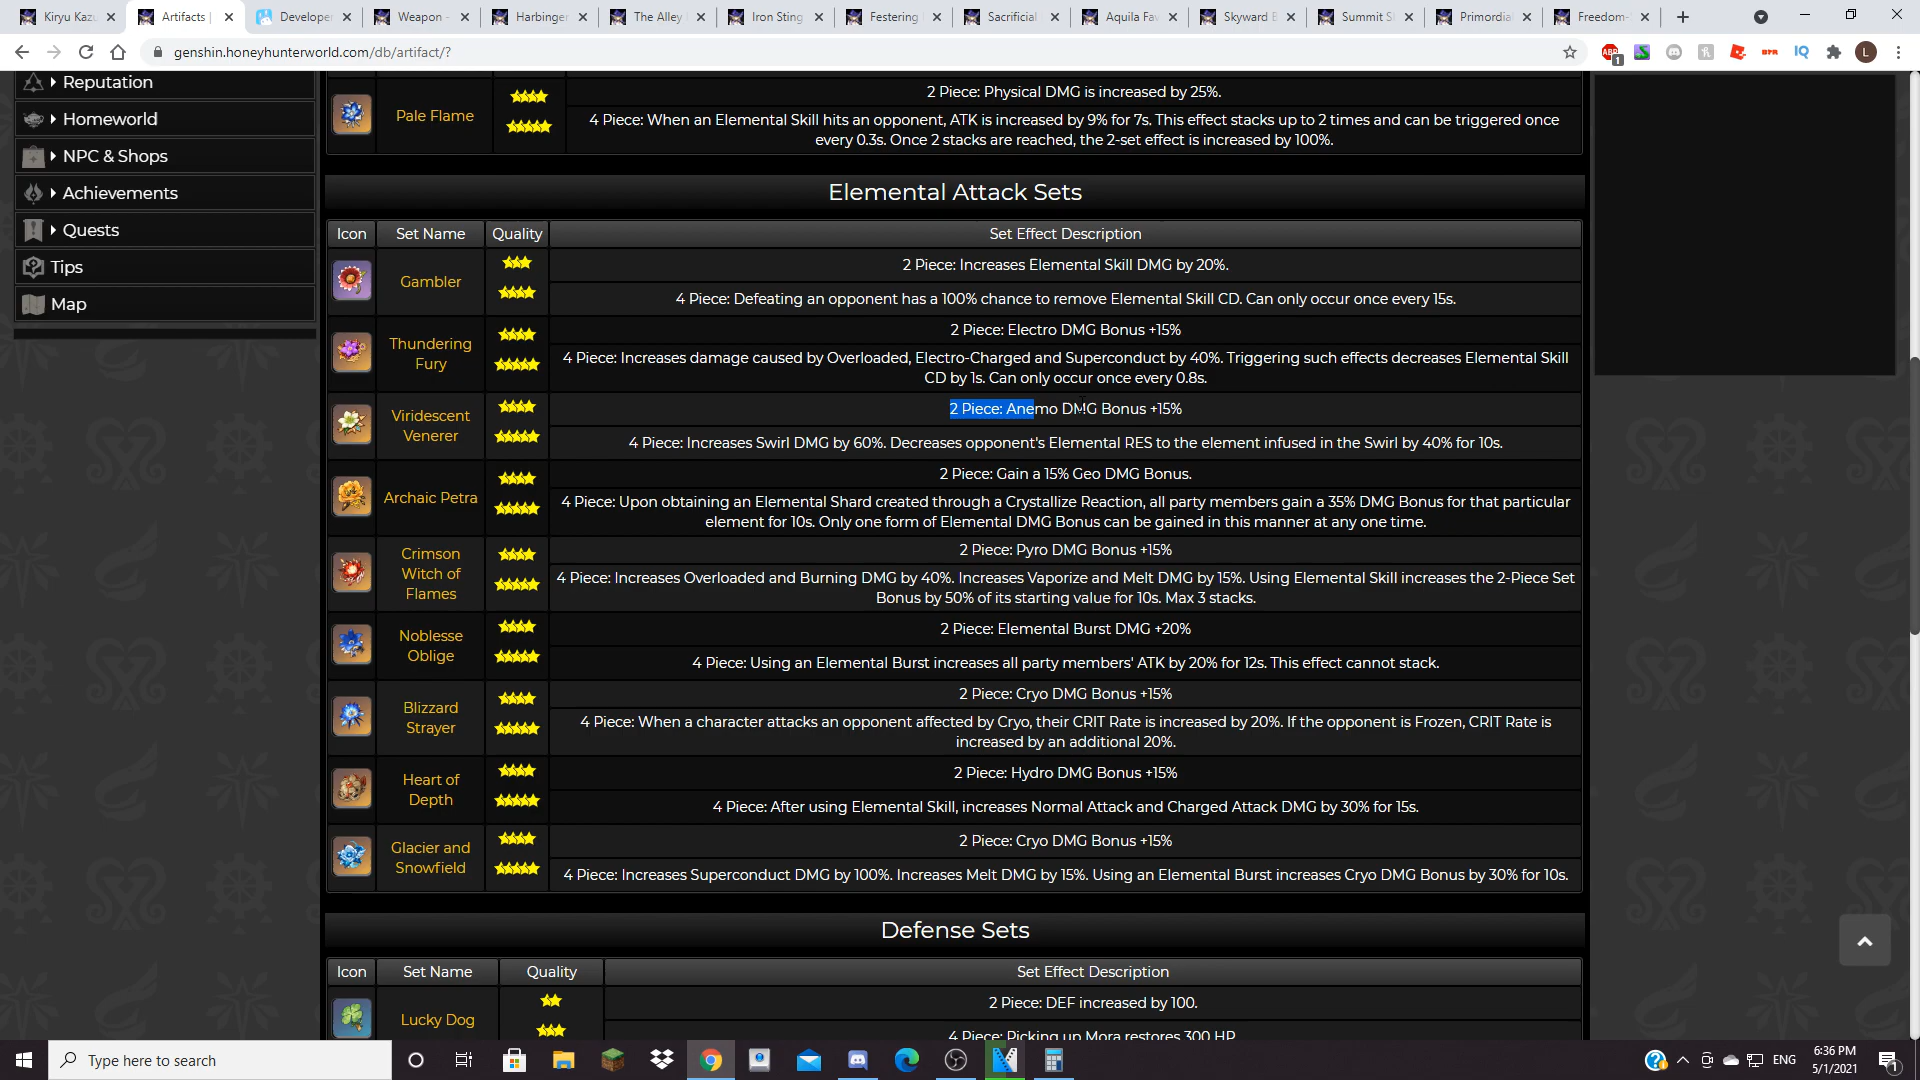 Kiryu Kazu
Artifacts |
Developer
Weapon -
Harbinger
The Alley
Iron Sting
Festering
Sacrificial
Aquila Fav
Skyward B
Summit S
Primordia
Freedom-
genshin.honeyhunterworld.com/db/artifact/?
Reputation
Homeworld
NPC & Shops
Achievements
Quests
Tips
Map
Pale Flame
2 Piece: Physical DMG is increased by 25%.
4 Piece: When an Elemental Skill hits an opponent, ATK is increased by 9% for 7s. This effect stacks up to 2 times and can be triggered once
every 0.3s. Once 2 stacks are reached, the 2-set effect is increased by 100%.
Elemental Attack Sets
Icon Set Name Quality Set Effect Description
Gambler
2 Piece: Increases Elemental Skill DMG by 20%.
4 Piece: Defeating an opponent has a 100% chance to remove Elemental Skill CD. Can only occur once every 15s.
Thundering
Fury
2 Piece: Electro DMG Bonus +15%
4 Piece: Increases damage caused by Overloaded, Electro-Charged and Superconduct by 40%. Triggering such effects decreases Elemental Skill
CD by 1s. Can only occur once every 0.8s.
Viridescent
Venerer
2 Piece: Anemo DMG Bonus +15%
4 Piece: Increases Swirl DMG by 60%. Decreases opponent's Elemental RES to the element infused in the Swirl by 40% for 10s.
Archaic Petra
2 Piece: Gain a 15% Geo DMG Bonus.
4 Piece: Upon obtaining an Elemental Shard created through a Crystallize Reaction, all party members gain a 35% DMG Bonus for that particular
element for 10s. Only one form of Elemental DMG Bonus can be gained in this manner at any one time.
Crimson
Witch of
Flames
2 Piece: Pyro DMG Bonus +15%
4 Piece: Increases Overloaded and Burning DMG by 40%. Increases Vaporize and Melt DMG by 15%. Using Elemental Skill increases the 2-Piece Set
Bonus by 50% of its starting value for 10s. Max 3 stacks.
Noblesse
Oblige
2 Piece: Elemental Burst DMG +20%
4 Piece: Using an Elemental Burst increases all party members' ATK by 20% for 12s. This effect cannot stack.
Blizzard
Strayer
2 Piece: Cryo DMG Bonus +15%
4 Piece: When a character attacks an opponent affected by Cryo, their CRIT Rate is increased by 20%. If the opponent is Frozen, CRIT Rate is
increased by an additional 20%.
Heart of
Depth
2 Piece: Hydro DMG Bonus +15%
4 Piece: After using Elemental Skill, increases Normal Attack and Charged Attack DMG by 30% for 15s.
Glacier and
Snowfield
2 Piece: Cryo DMG Bonus +15%
4 Piece: Increases Superconduct DMG by 100%. Increases Melt DMG by 15%. Using an Elemental Burst increases Cryo DMG Bonus by 30% for 10s.
Defense Sets
Icon Set Name Quality Set Effect Description
Lucky Dog
2 Piece: DEF increased by 100.
4 Piece: Picking up Mora restores 300 HP
Type here to search
ENG
6:36 PM
5/1/2021